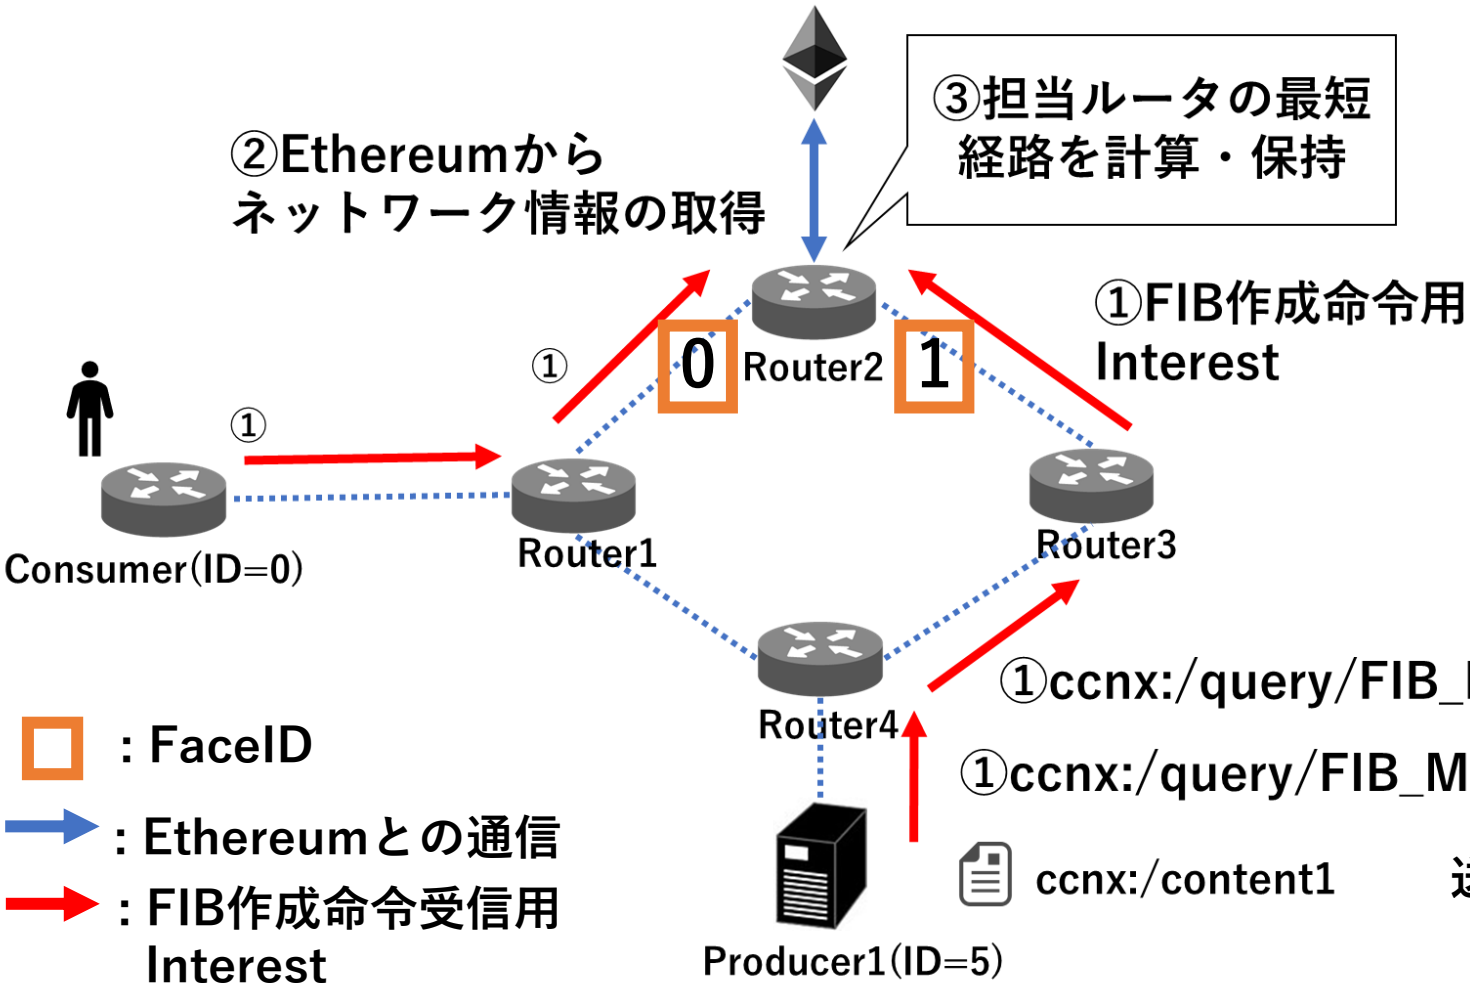 ③担当ルータの最短
経路を計算・保持
②Ethereumから
ネットワーク情報の取得
①FIB作成命令用
Interest
①
0
Router2
1
①
Router1
Router3
Consumer(ID=0)
①ccnx:/query/FIB_
Router4
: FaceID
①ccnx:/query/FIB_M
: Ethereumとの通信
ccnx:/content1
: FIB作成命令受信用
Interest
Producer1(ID=5)